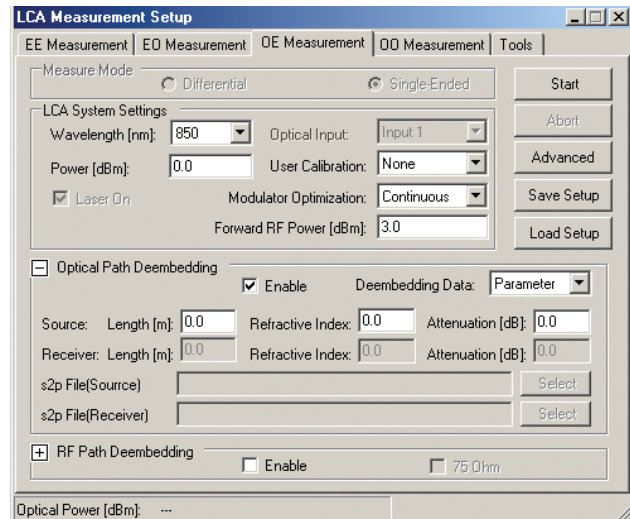 LCA Measurement Setup
EE Measurement EO Measurement OE Measurement OO Measurement Tools
Measure Mode
Differential Single-Ended
Start
LCA System Settings
Wavelength [nm]: 850 Optical Input: Input 1
Abort
Power [dBm]: 0.0 User Calibration: None
Advanced
Laser On Modulator Optimization: Continuous
Save Setup
Forward RF Power [dBm]: 3.0
Load Setup
Optical Path Deembedding
Enable Deembedding Data: Parameter
Source: Length [m]: 0.0 Refractive Index: 0.0 Attenuation [dB]: 0.0
Receiver: Length [m]: 0.0 Refractive Index: 0.0 Attenuation [dB]: 0.0
s2p File(Sourrce) Select
s2p File(Receiver) Select
RF Path Deembedding
Enable 75 Ohm
Optical Power [dBm]: ---